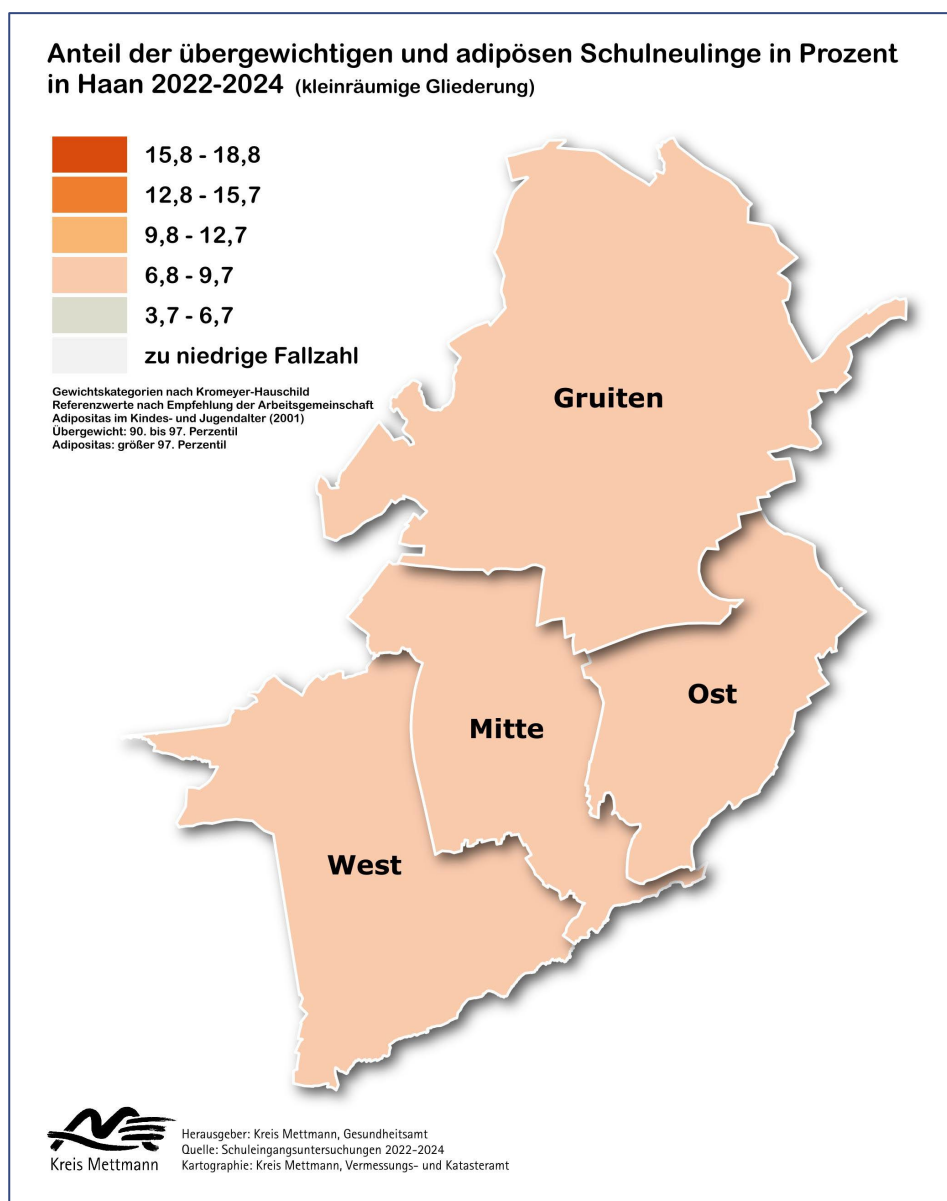 Anteil der übergewichtigen und adipösen Schulneulinge in Prozent
in Haan 2022-2024 (kleinräumige Gliederung)
15,8 - 18,8
12,8 - 15,7
9,8 - 12,7
6,8 - 9,7
3,7 - 6,7
zu niedrige Fallzahl
Gewichtskategorien nach Kromeyer-Hauschild
Referenzwerte nach Empfehlung der Arbeitsgemeinschaft
Adipositas im Kindes- und Jugendalter (2001)
Übergewicht: 90. bis 97. Perzentil
Adipositas: größer 97. Perzentil
Gruiten
Ost
Mitte
West
Kreis Mettmann
Herausgeber: Kreis Mettmann, Gesundheitsamt
Quelle: Schuleingangsuntersuchungen 2022-2024
Kartographie: Kreis Mettmann, Vermessungs- und Katasteramt